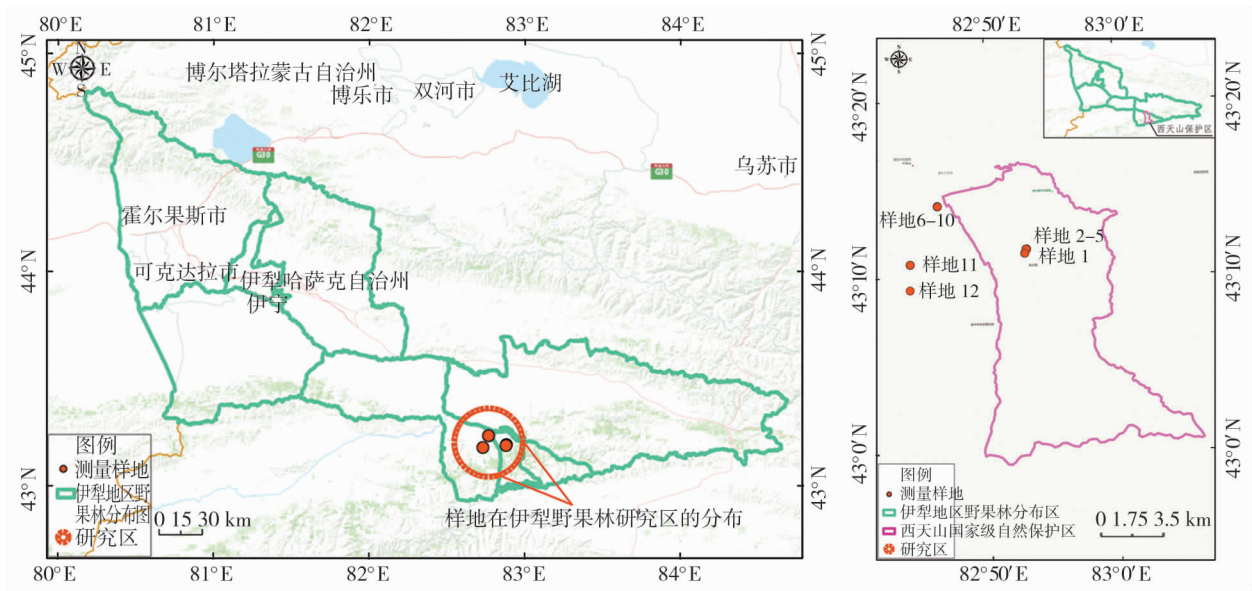 80°E 81°E 82°E 83°E 84°E
45°N
44°N
43°N
N
W E
S
博尔塔拉蒙古自治州
博乐市
双河市
艾比湖
G30
G30
乌苏市
霍尔果斯市
可克达拉市
伊犁哈萨克自治州
伊宁
图例
测量样地
伊犁地区野
果林分布图
研究区
0 15 30 km
样地在伊犁野果林研究区的分布
45°N
44°N
43°N
80°E 81°E 82°E 83°E 84°E
82°50′E 83°0′E
43°20′N
43°10′N
43°0′N
N
W E
S
西天山保护区
样地6-10
样地 2-5
样地 1
样地11
样地 12
图例
测量样地
伊犁地区野果林分布区
西天山国家级自然保护区
研究区
0 1.75 3.5 km
43°20′N
43°10′N
43°0′N
82°50′E 83°0′E